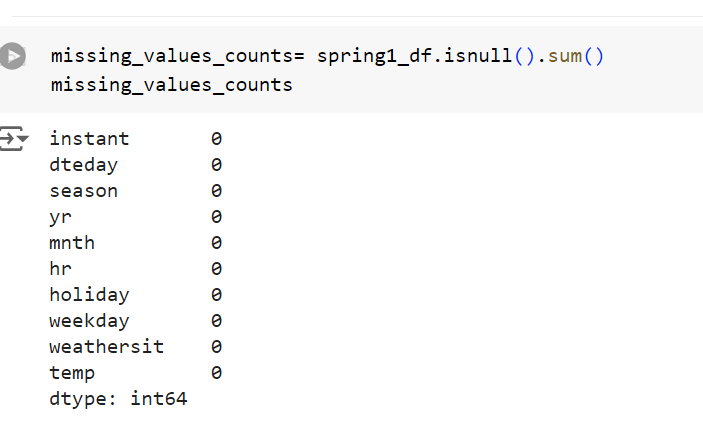 missing_values_counts= spring1_df.isnull().sum()
missing_values_counts
instant 0
dteday 0
season 0
yr 0
mnth 0
hr 0
holiday 0
weekday 0
weathersit 0
temp 0
dtype: int64